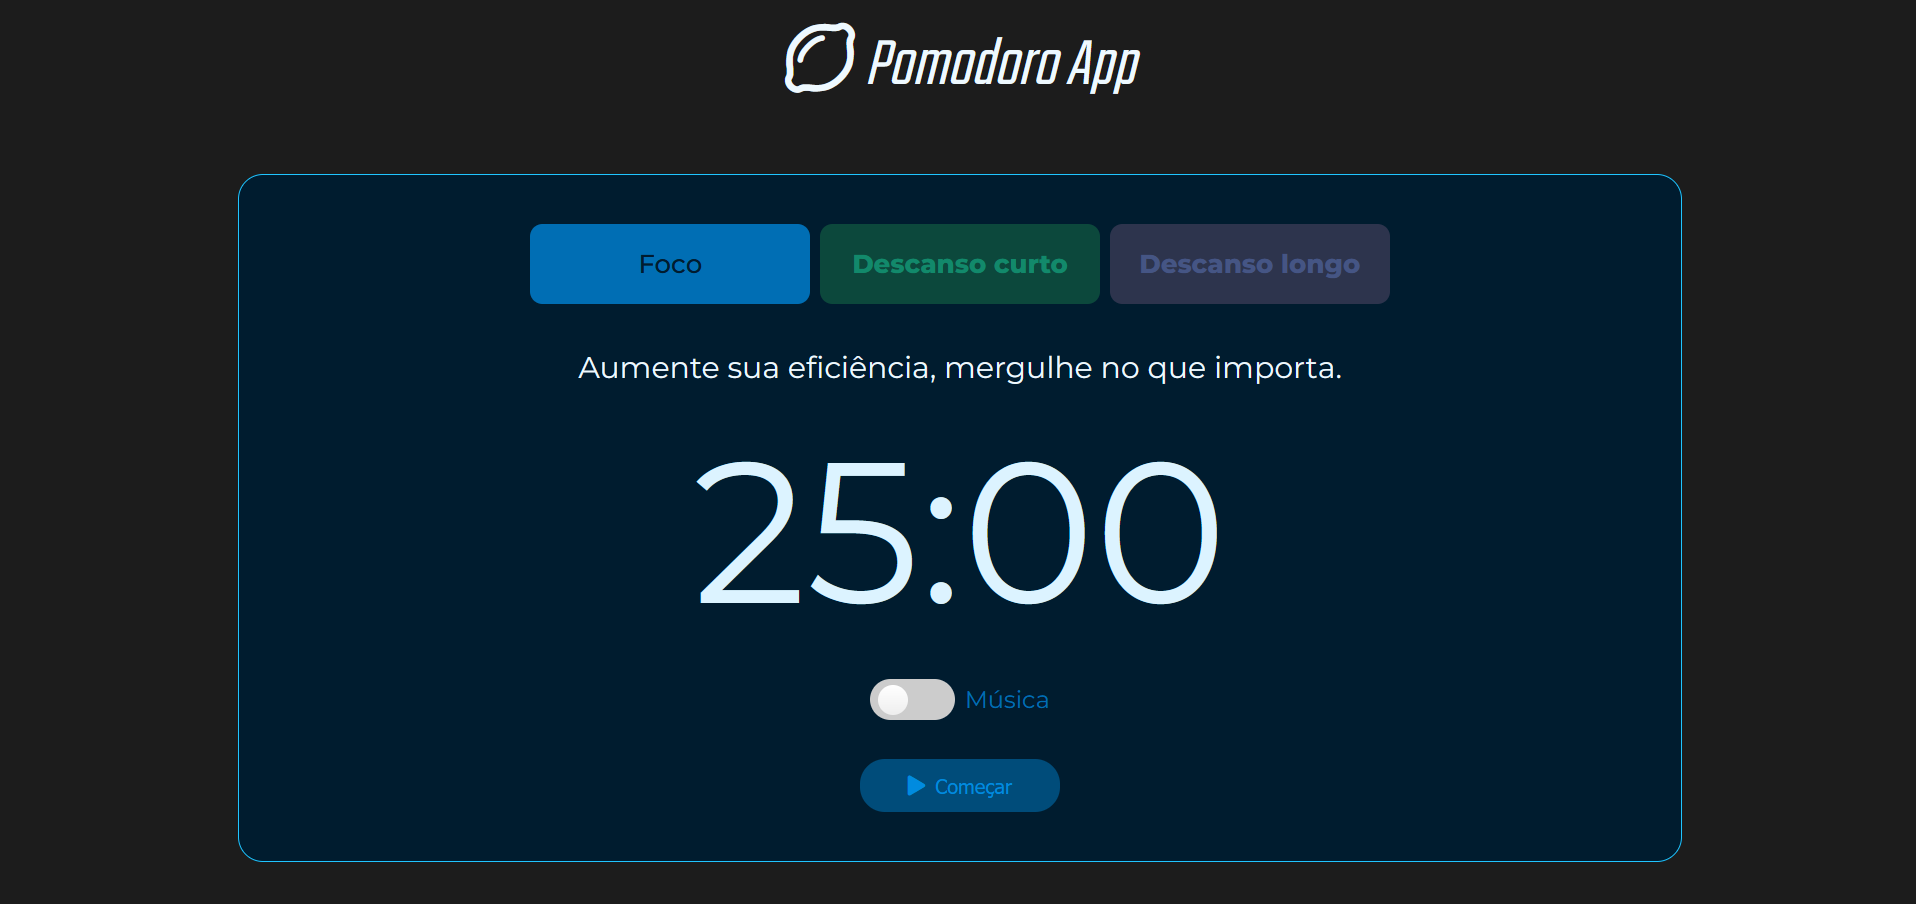 Pomodoro App
Foco
Descanso curto
Descanso longo
Aumente sua eficiência, mergulhe no que importa.
25:00
Música
Começar